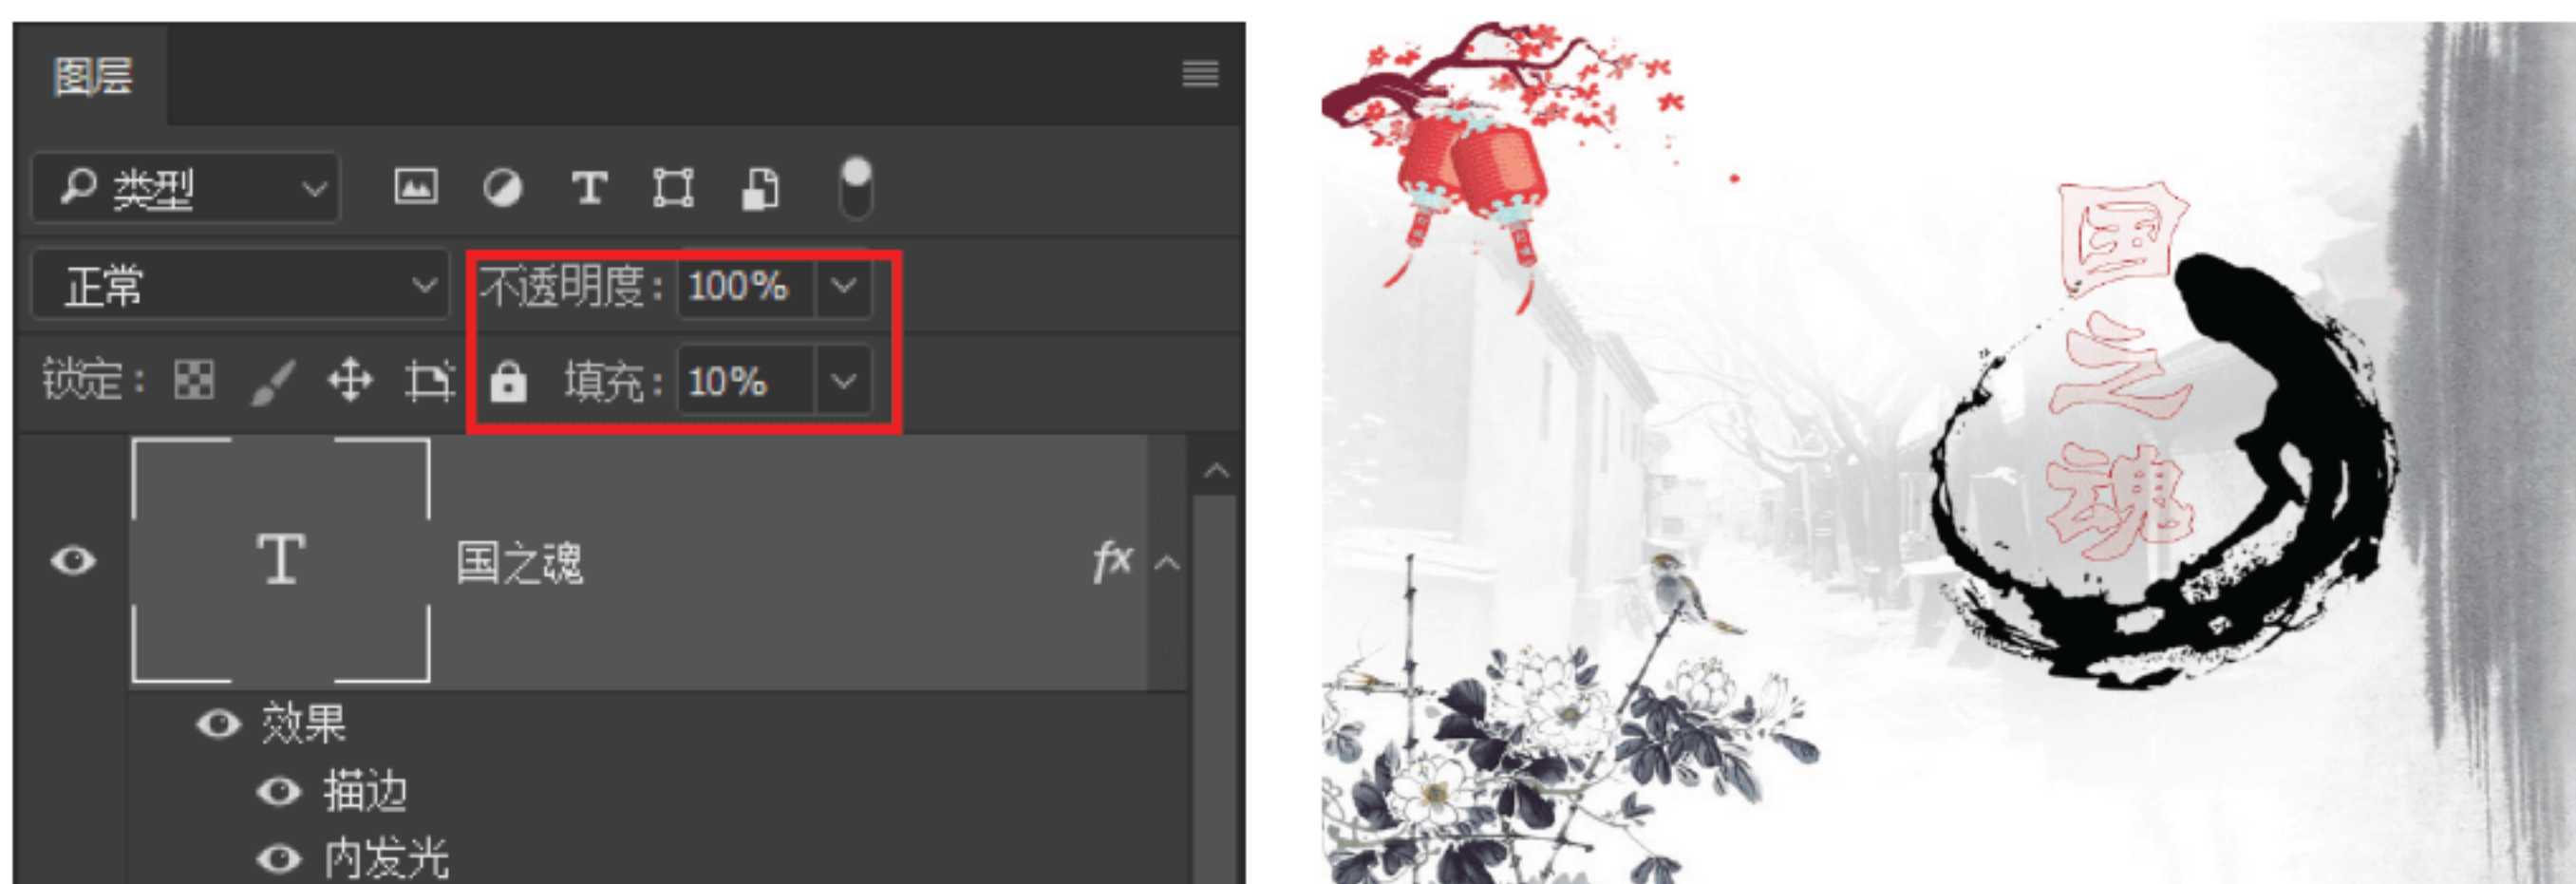 图层
类型
正常 不透明度： 100%
锁定： 填充： 10%
T 国之魂 fx
效果
描边
内发光
国
之
魂